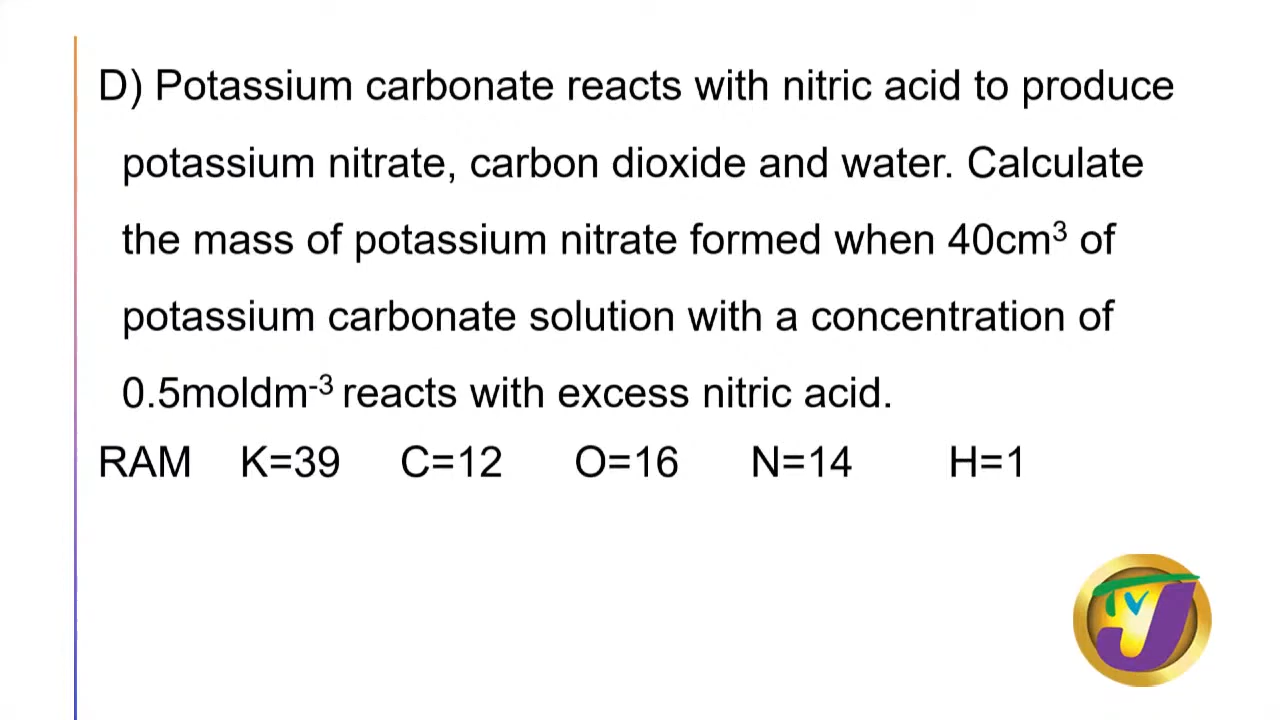 D) Potassium carbonate reacts with nitric acid to produce
potassium nitrate, carbon dioxide and water. Calculate
the mass of potassium nitrate formed when 40cm³ of
potassium carbonate solution with a concentration of
0.5moldm⁻³ reacts with excess nitric acid.
RAM K=39 C=12 O=16 N=14 H=1
TVJ